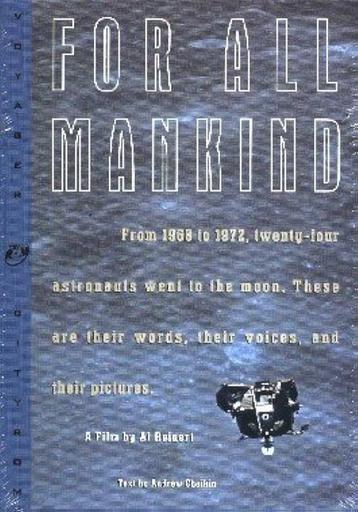 FOR ALL
MANKIND
From 1968 to 1972, twenty-four
astronauts went to the moon. These
are their words, their voices, and
their pictures.
A Film by Al Reinert
Text by Andrew Chaikin
VOYAGER
CITYROM